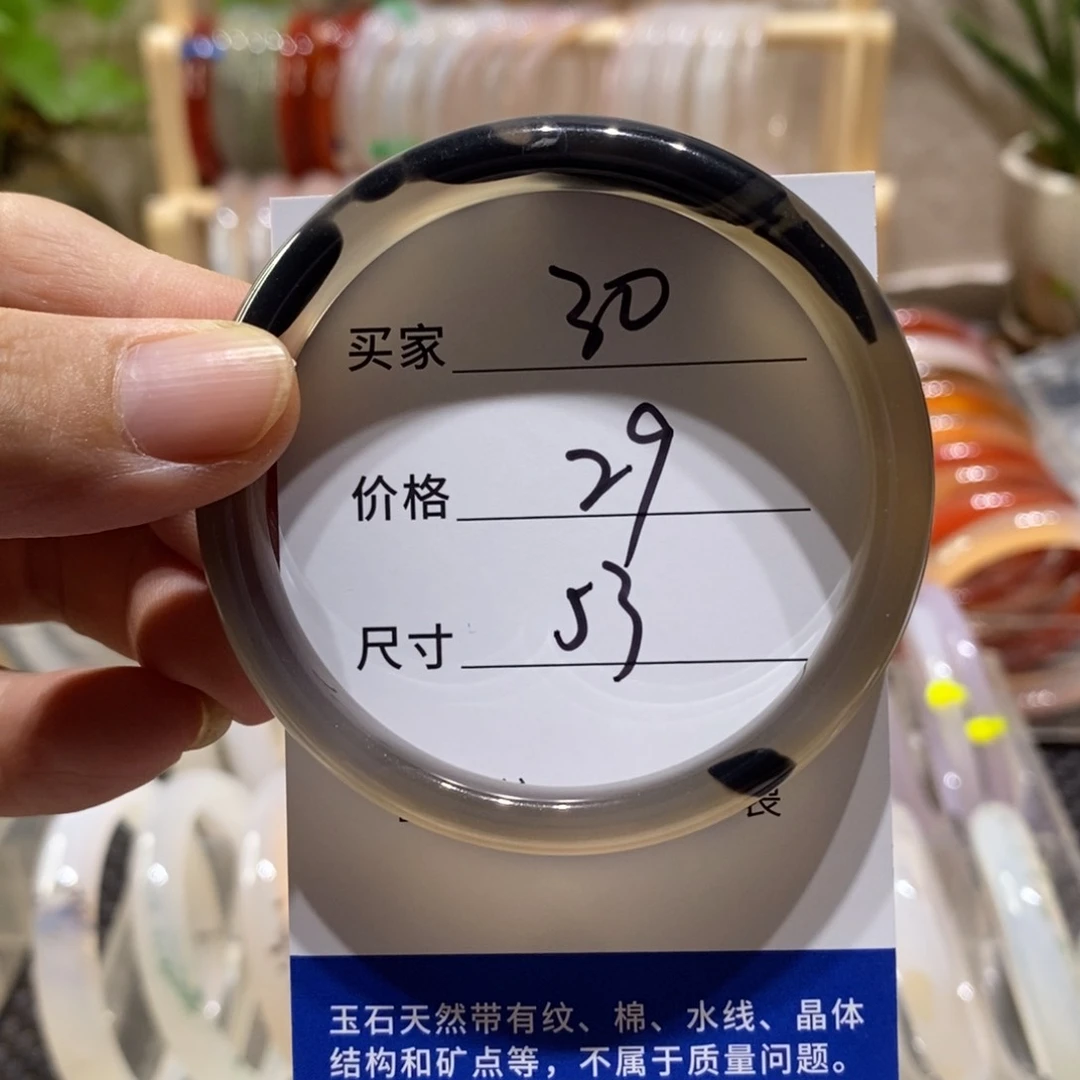 买家 30
价格 29
尺寸 53
玉石天然带有纹、棉、水线、晶体
结构和矿点等，不属于质量问题。